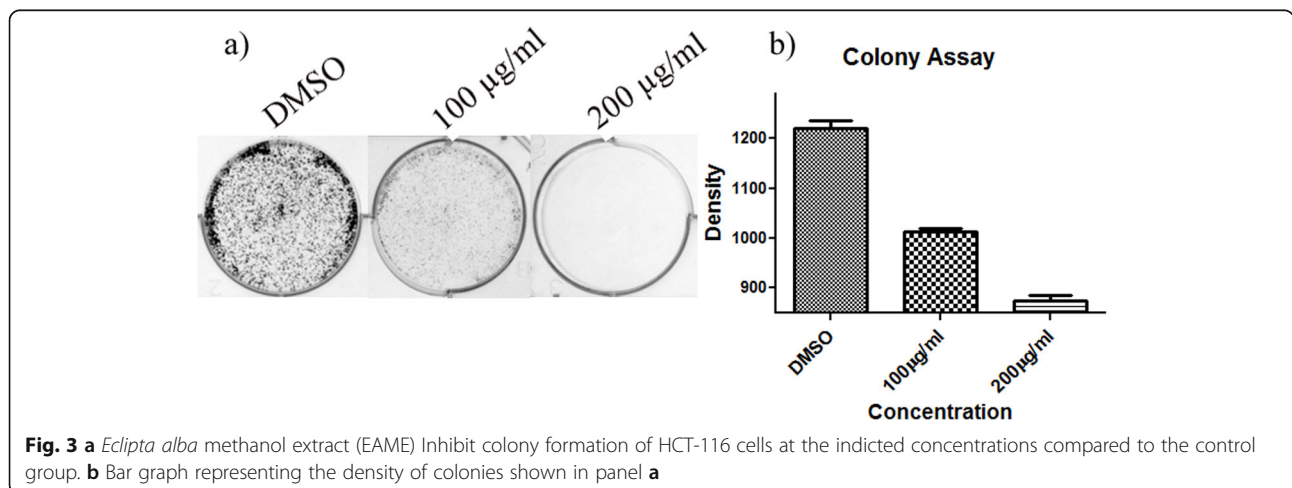 a)
DMSO
100 µg/ml
200 µg/ml
2
3
b)
Colony Assay
1200
1100
1000
900
Density
DMSO
100µg/ml
200µg/ml
Concentration
Fig. 3 a Eclipta alba methanol extract (EAME) Inhibit colony formation of HCT-116 cells at the indicted concentrations compared to the control
group. b Bar graph representing the density of colonies shown in panel a